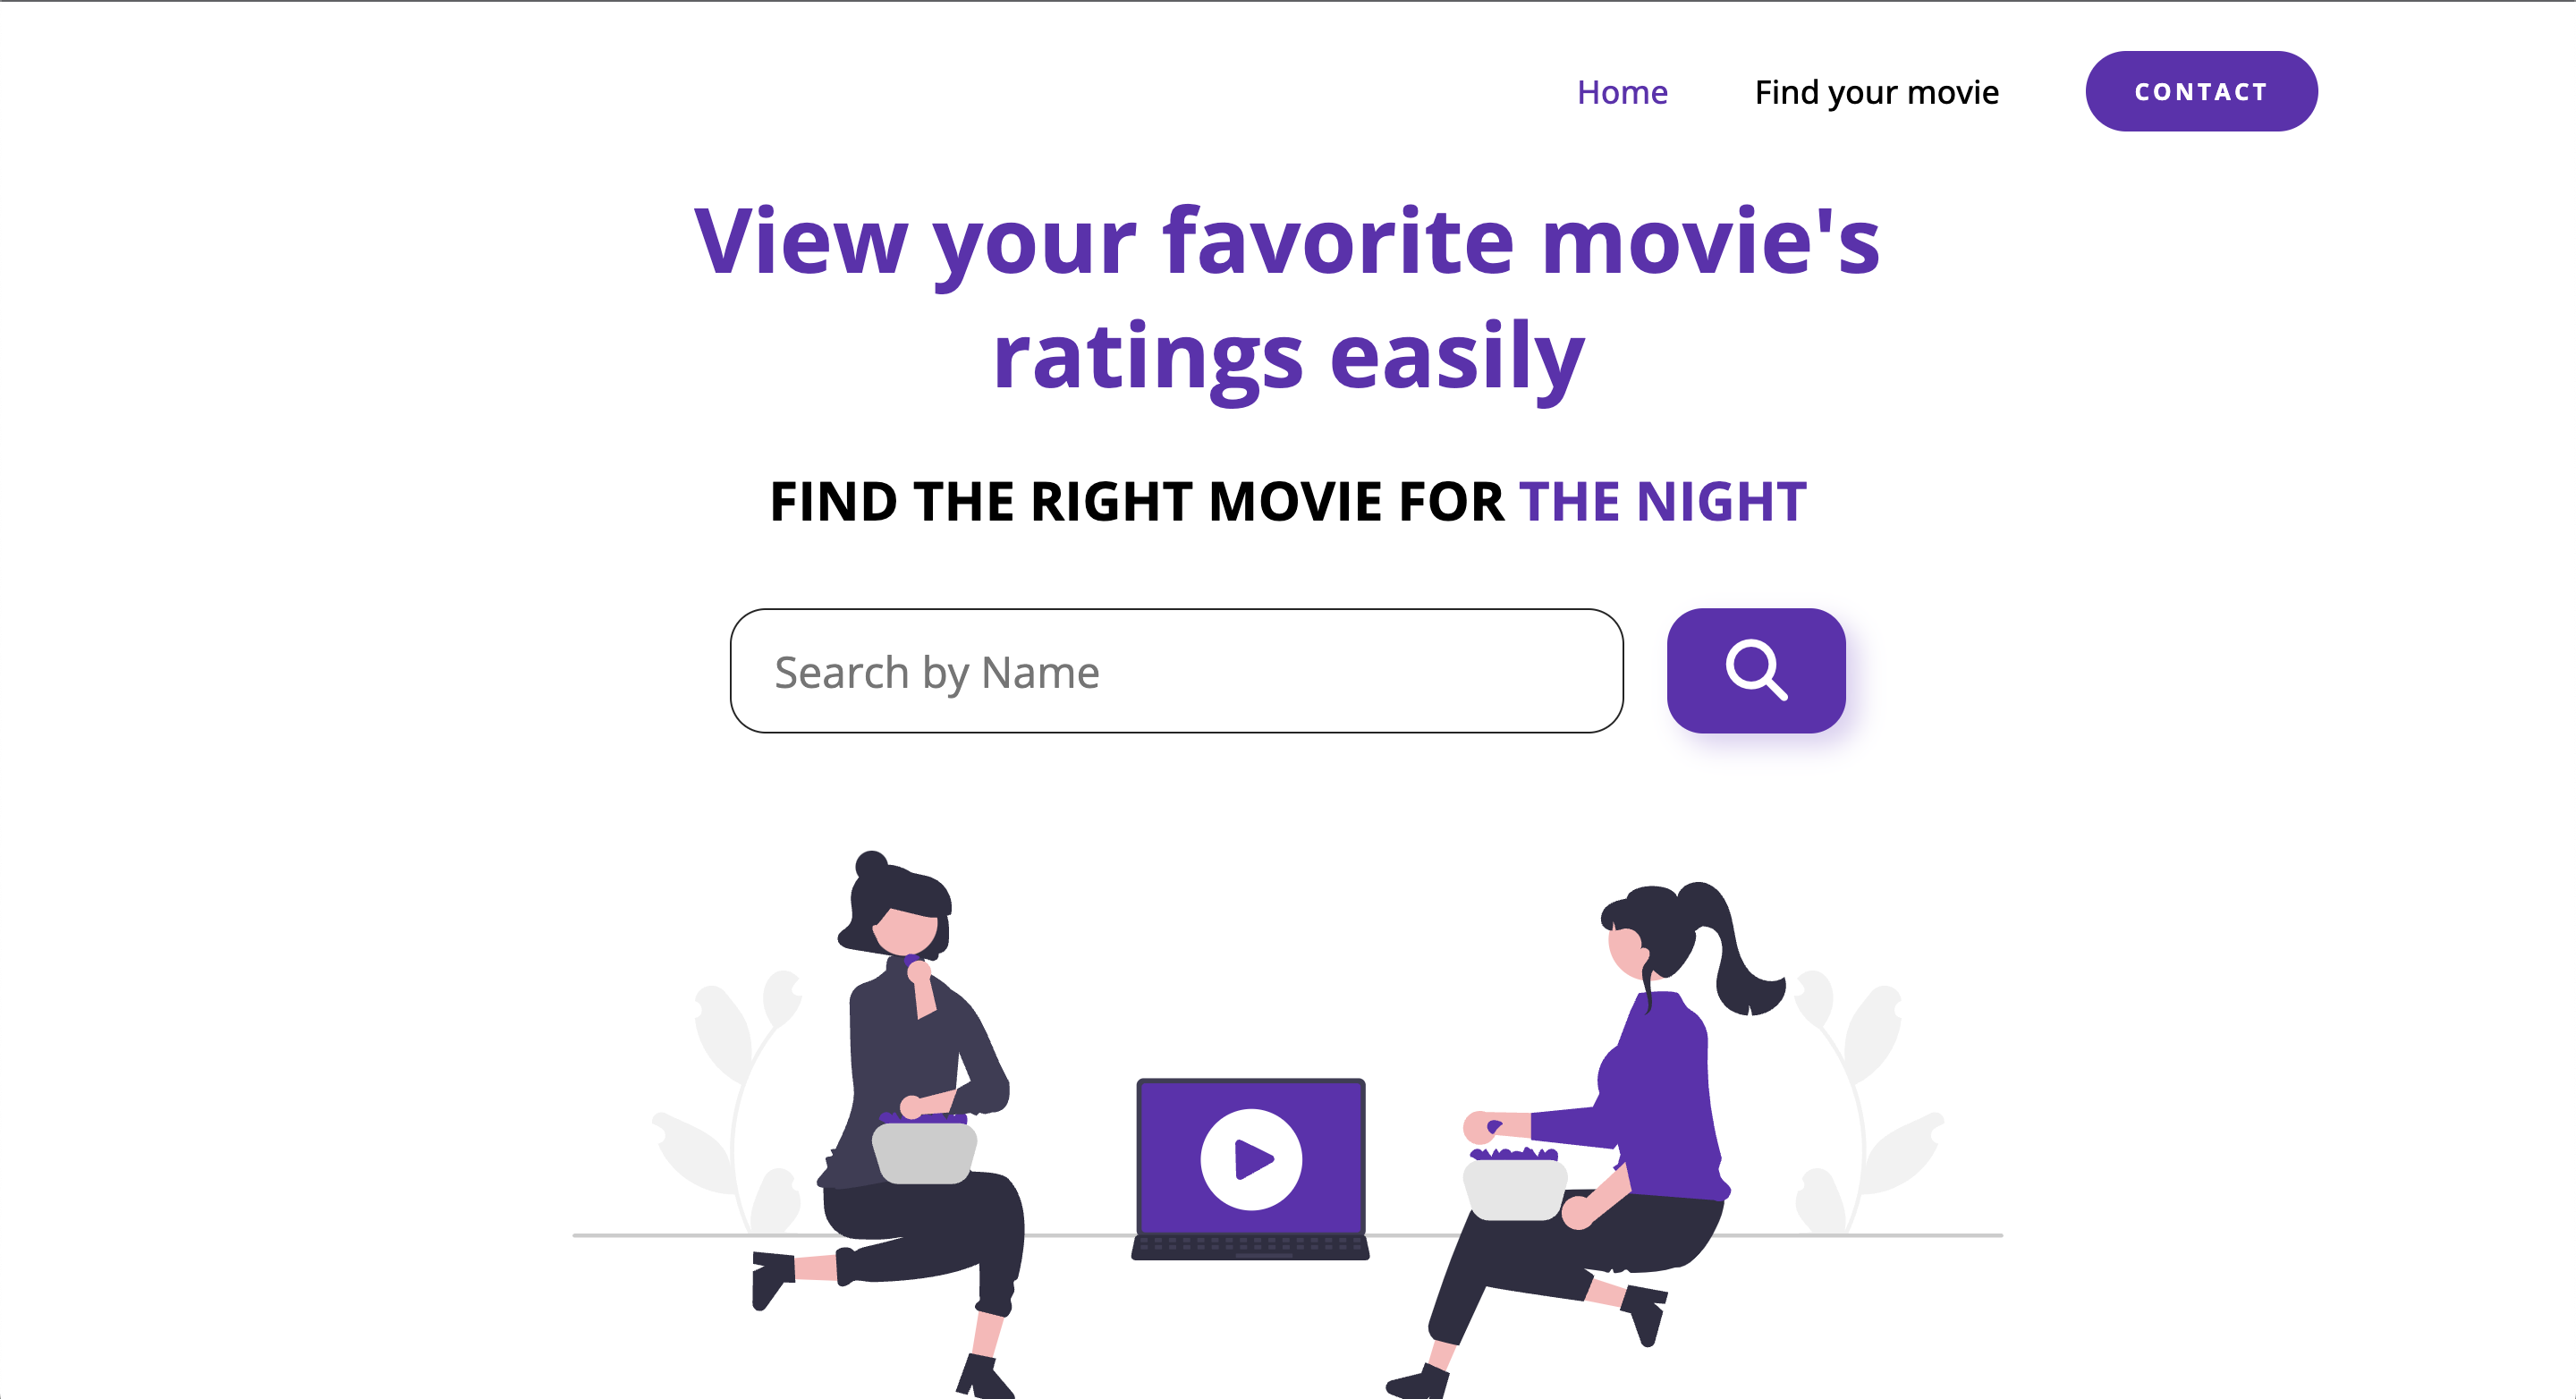 Home
Find your movie
CONTACT
View your favorite movie's
ratings easily
FIND THE RIGHT MOVIE FOR THE NIGHT
Search by Name